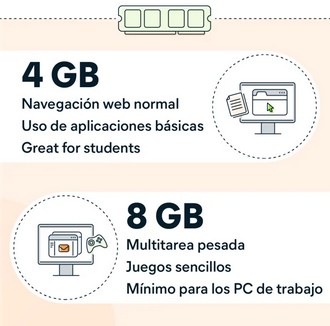 4 GB
Navegación web normal
Uso de aplicaciones básicas
Great for students
8 GB
Multitarea pesada
Juegos sencillos
Mínimo para los PC de trabajo